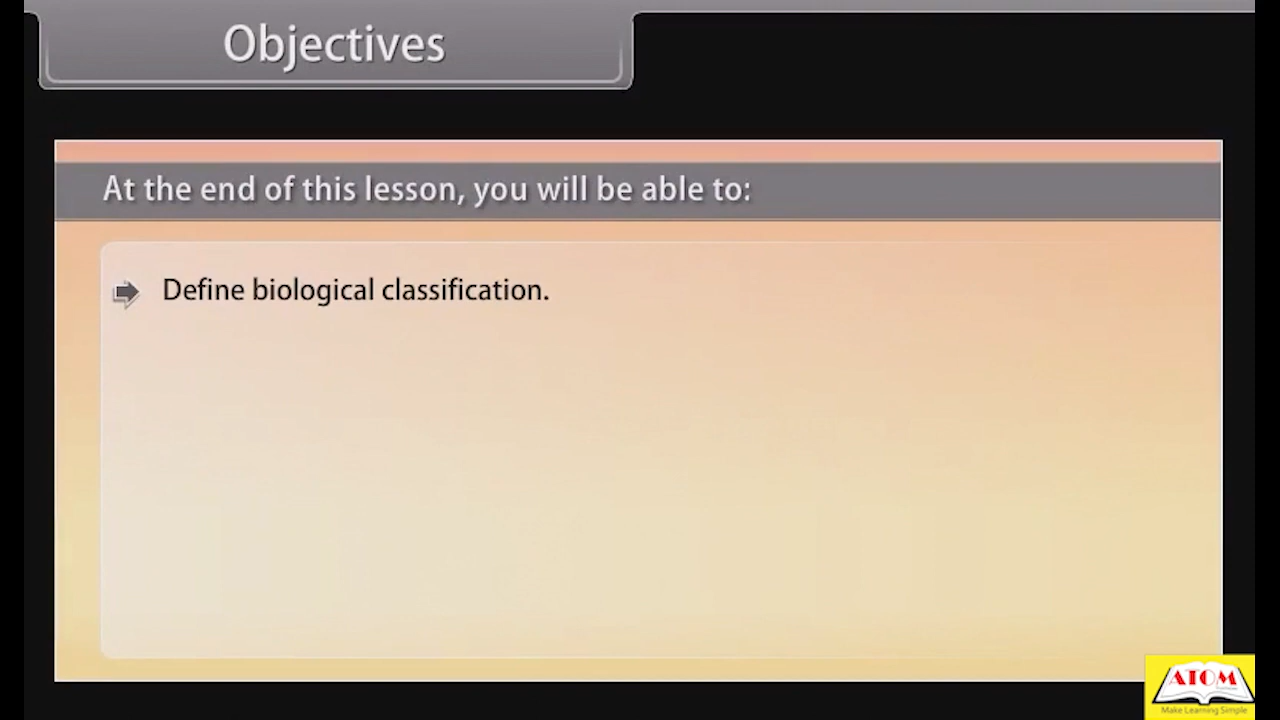 Objectives
At the end of this lesson, you will be able to:
Define biological classification.
ATOM
Make Learning Simple